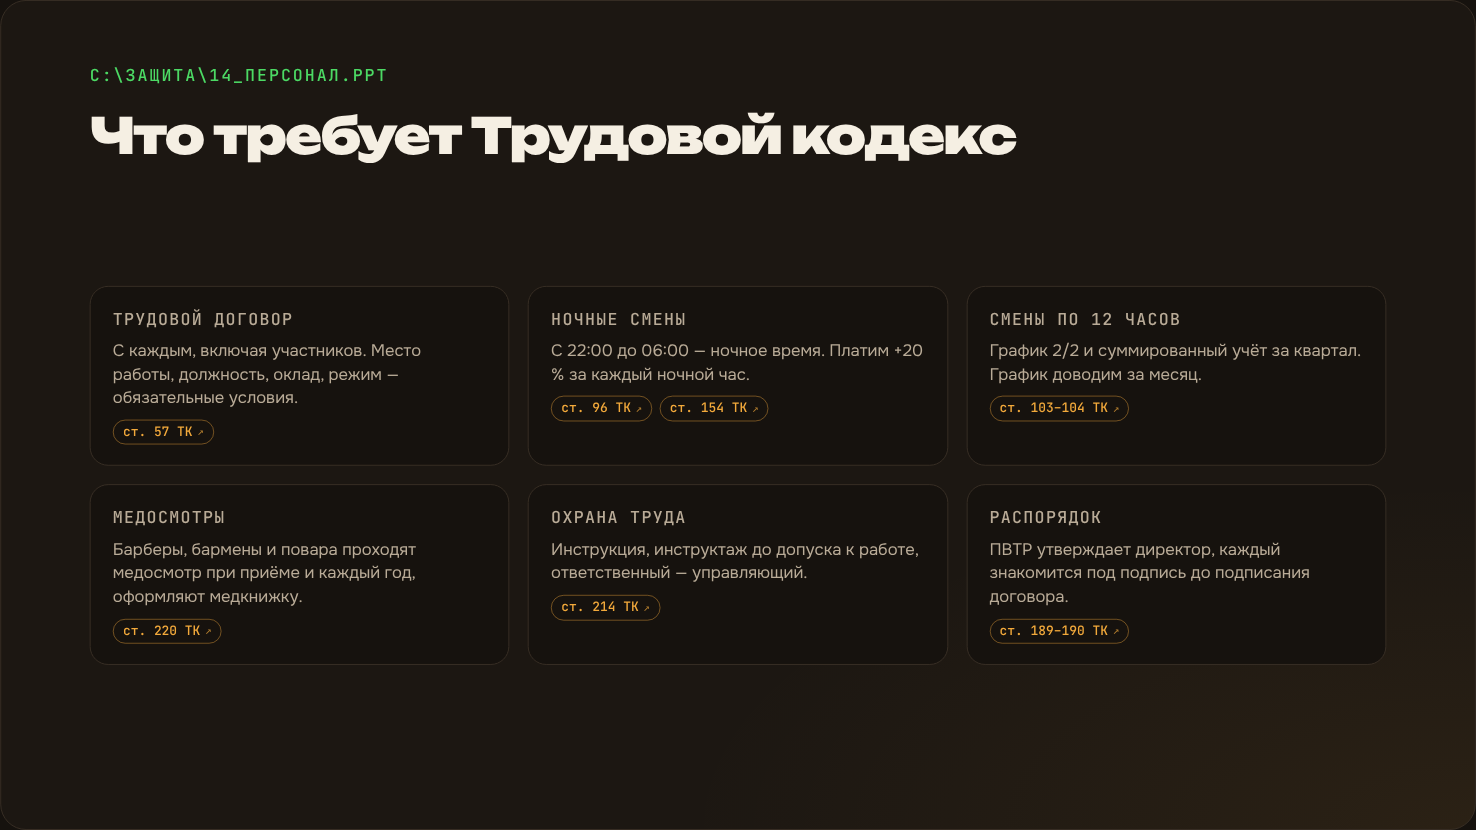 C:\ЗАЩИТА\14_ПЕРСОНАЛ.PPT
Что требует Трудовой кодекс
ТРУДОВОЙ ДОГОВОР
С каждым, включая участников. Место
работы, должность, оклад, режим —
обязательные условия.
ст. 57 ТК ↗
НОЧНЫЕ СМЕНЫ
С 22:00 до 06:00 — ночное время. Платим +20
% за каждый ночной час.
ст. 96 ТК ↗ ст. 154 ТК ↗
СМЕНЫ ПО 12 ЧАСОВ
График 2/2 и суммированный учёт за квартал.
График доводим за месяц.
ст. 103–104 ТК ↗
МЕДОСМОТРЫ
Барберы, бармены и повара проходят
медосмотр при приёме и каждый год,
оформляют медкнижку.
ст. 220 ТК ↗
ОХРАНА ТРУДА
Инструкция, инструктаж до допуска к работе,
ответственный — управляющий.
ст. 214 ТК ↗
РАСПОРЯДОК
ПВТР утверждает директор, каждый
знакомится под подпись до подписания
договора.
ст. 189–190 ТК ↗